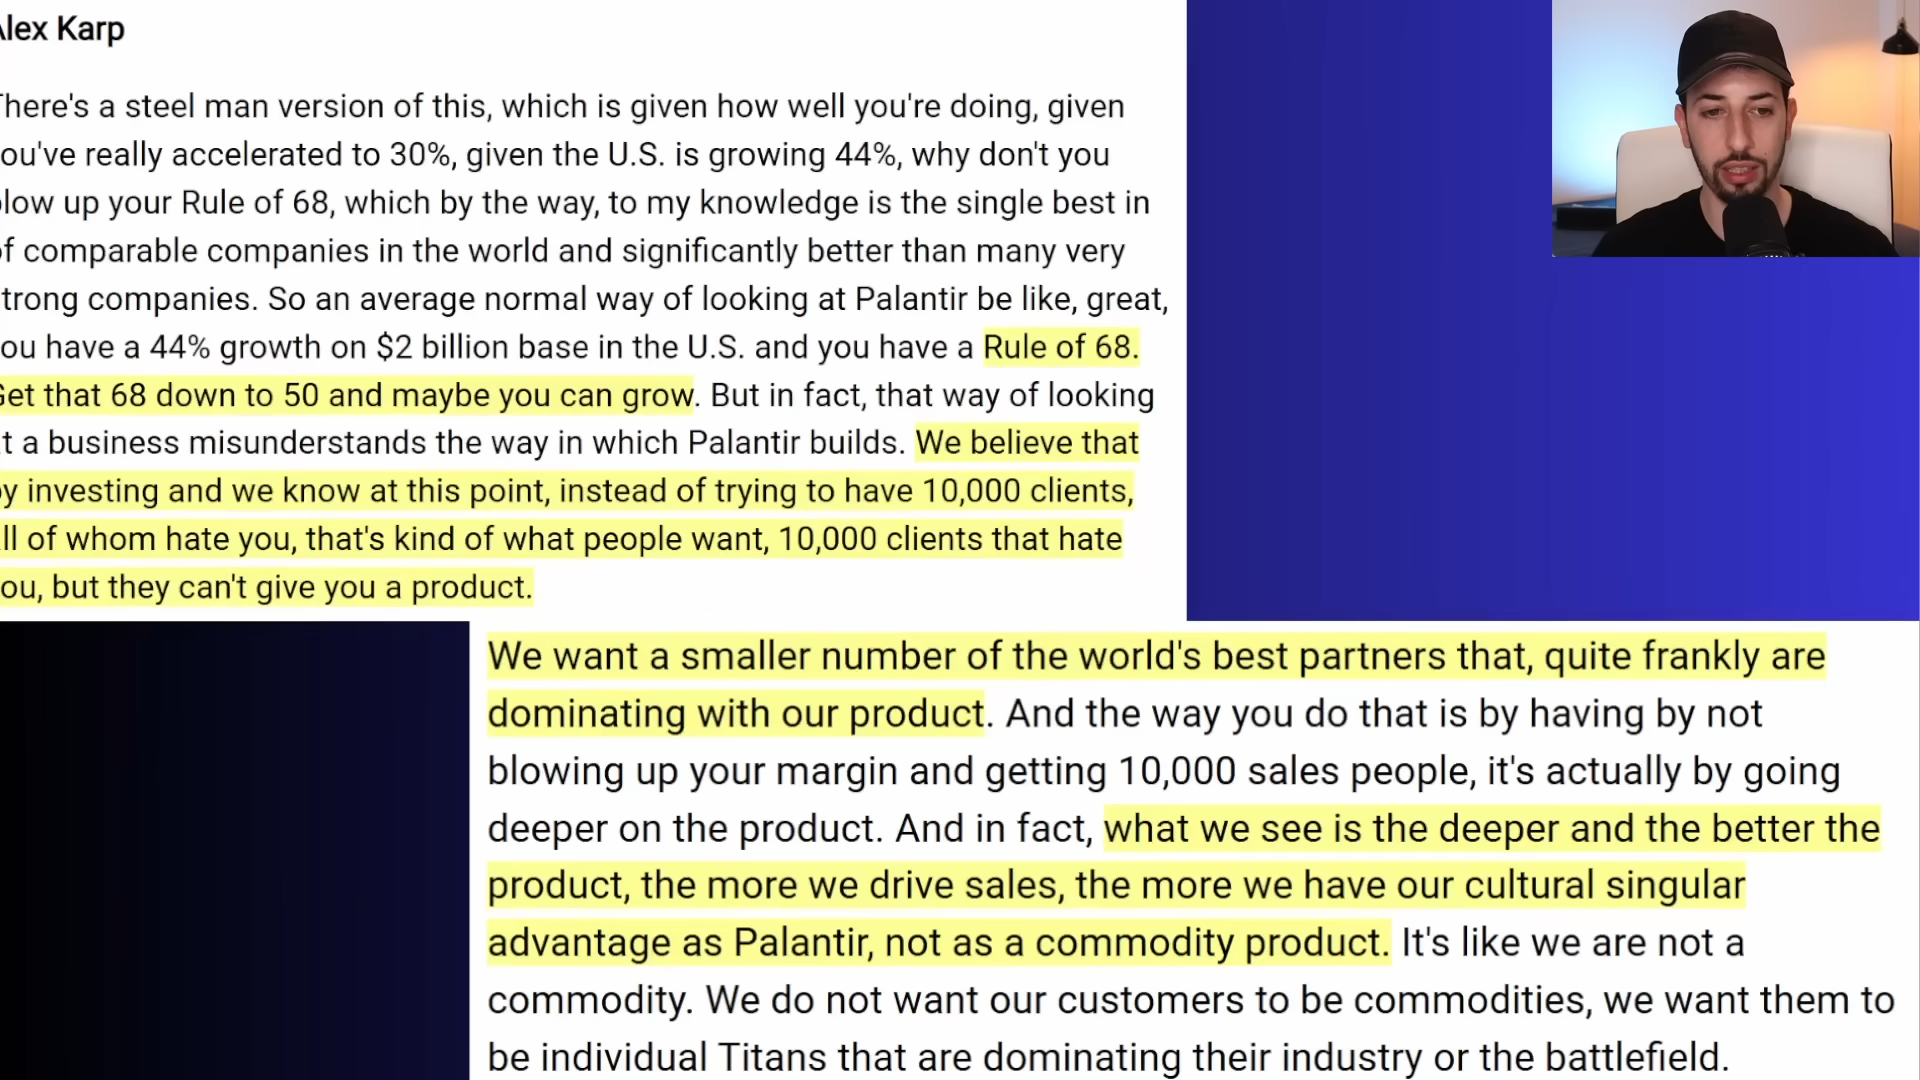 Alex Karp
There's a steel man version of this, which is given how well you're doing, given
ou've really accelerated to 30%, given the U.S. is growing 44%, why don't you
blow up your Rule of 68, which by the way, to my knowledge is the single best in
of comparable companies in the world and significantly better than many very
trong companies. So an average normal way of looking at Palantir be like, great,
ou have a 44% growth on $2 billion base in the U.S. and you have a Rule of 68.
Get that 68 down to 50 and maybe you can grow. But in fact, that way of looking
t a business misunderstands the way in which Palantir builds. We believe that
by investing and we know at this point, instead of trying to have 10,000 clients,
ll of whom hate you, that's kind of what people want, 10,000 clients that hate
ou, but they can't give you a product.
We want a smaller number of the world's best partners that, quite frankly are
dominating with our product. And the way you do that is by having by not
blowing up your margin and getting 10,000 sales people, it's actually by going
deeper on the product. And in fact, what we see is the deeper and the better the
product, the more we drive sales, the more we have our cultural singular
advantage as Palantir, not as a commodity product. It's like we are not a
commodity. We do not want our customers to be commodities, we want them to
be individual Titans that are dominating their industry or the battlefield.